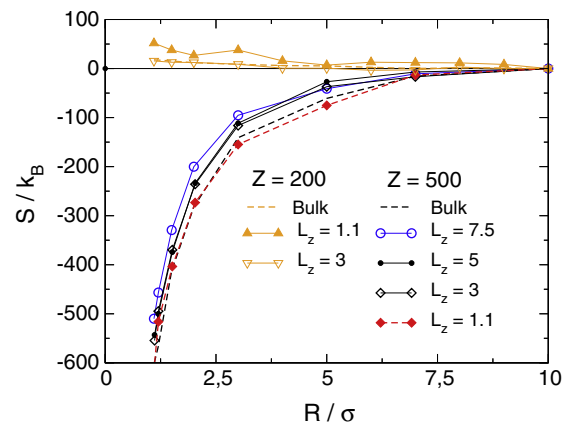 100
0
-100
-200
-300
-400
-500
-600
S / k_B
Z = 200
Bulk
L_z = 1.1
L_z = 3
Z = 500
Bulk
L_z = 7.5
L_z = 5
L_z = 3
L_z = 1.1
0 2,5 5 7,5 10
R / σ